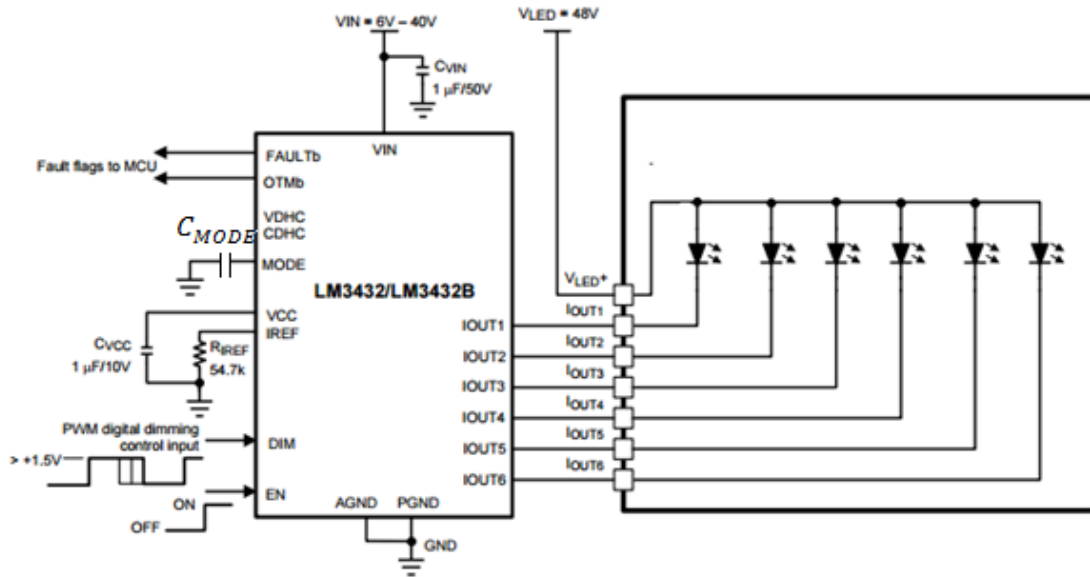 VIN = 6V – 40V
VLED = 48V
CVIN
1 µF/50V
VIN
Fault flags to MCU
FAULTb
OTMb
VDHC
CDHC
CMODE
MODE
LM3432/LM3432B
VLED+
VCC
IREF
CVCC
1 µF/10V
RIREF
54.7k
IOUT1
IOUT1
IOUT2
IOUT2
IOUT3
IOUT3
IOUT4
IOUT4
IOUT5
IOUT5
IOUT6
IOUT6
PWM digital dimming
control input
> +1.5V
DIM
ON
EN
OFF
AGND
PGND
GND